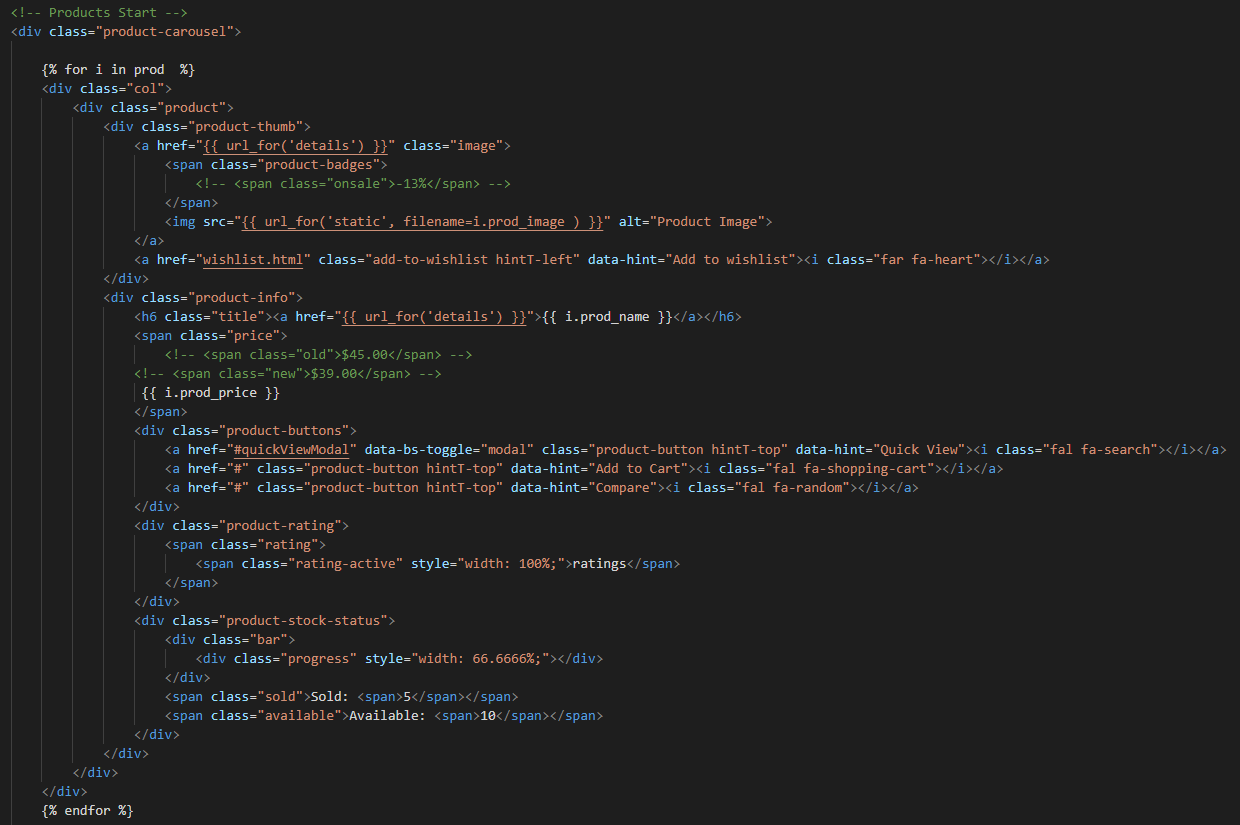 <!-- Products Start -->
<div class="product-carousel">
{% for i in prod  %}
<div class="col">
<div class="product">
<div class="product-thumb">
<a href="{{ url_for('details') }}" class="image">
<span class="product-badges">
<!-- <span class="onsale">-13%</span> -->
</span>
<img src="{{ url_for('static', filename=i.prod_image ) }}" alt="Product Image">
</a>
<a href="wishlist.html" class="add-to-wishlist hintT-left" data-hint="Add to wishlist"><i class="far fa-heart"></i></a>
</div>
<div class="product-info">
<h6 class="title"><a href="{{ url_for('details') }}">{{ i.prod_name }}</a></h6>
<span class="price">
<!-- <span class="old">$45.00</span> -->
<!-- <span class="new">$39.00</span> -->
{{ i.prod_price }}
</span>
<div class="product-buttons">
<a href="#quickViewModal" data-bs-toggle="modal" class="product-button hintT-top" data-hint="Quick View"><i class="fal fa-search"></i></a>
<a href="#" class="product-button hintT-top" data-hint="Add to Cart"><i class="fal fa-shopping-cart"></i></a>
<a href="#" class="product-button hintT-top" data-hint="Compare"><i class="fal fa-random"></i></a>
</div>
<div class="product-rating">
<span class="rating">
<span class="rating-active" style="width: 100%;">ratings</span>
</span>
</div>
<div class="product-stock-status">
<div class="bar">
<div class="progress" style="width: 66.6666%;"></div>
</div>
<span class="sold">Sold: <span>5</span></span>
<span class="available">Available: <span>10</span></span>
</div>
</div>
</div>
</div>
{% endfor %}